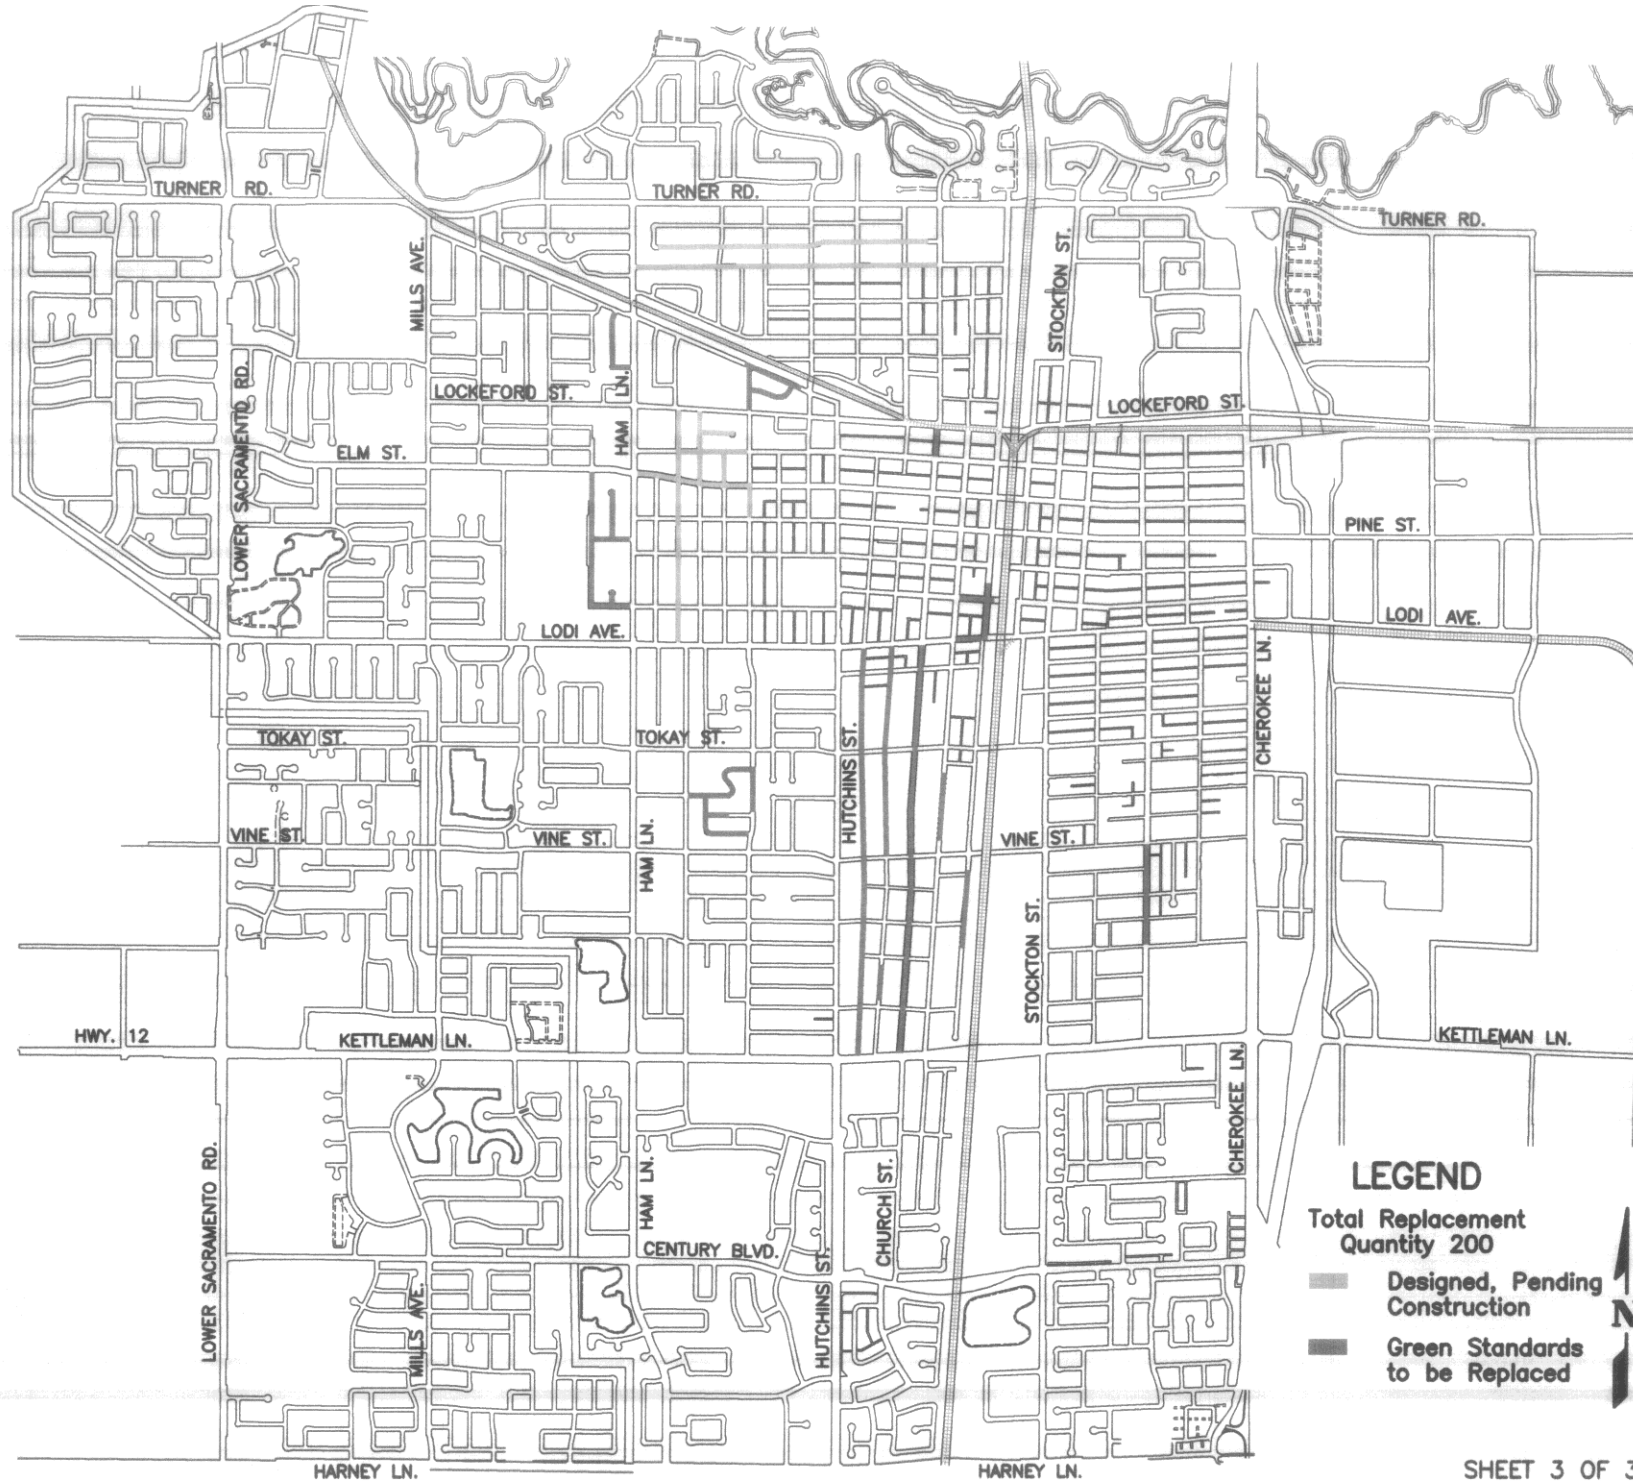 TURNER RD.
TURNER RD.
TURNER RD.
MILLS AVE.
STOCKTON ST.
LOWER SACRAMENTO RD.
LOCKEFORD ST.
HAM LN.
LOCKEFORD ST.
ELM ST.
PINE ST.
LODI AVE.
LODI AVE.
CHEROKEE LN.
TOKAY ST.
TOKAY ST.
HUTCHINS ST.
VINE ST.
VINE ST.
HAM LN.
VINE ST.
STOCKTON ST.
HWY. 12
KETTLEMAN LN.
KETTLEMAN LN.
CHEROKEE LN.
LOWER SACRAMENTO RD.
HAM LN.
CHURCH ST.
CENTURY BLVD.
MILLS AVE.
HUTCHINS ST.
LEGEND
Total Replacement
Quantity 200
Designed, Pending
Construction
Green Standards
to be Replaced
N
HARNEY LN.
HARNEY LN.
SHEET 3 OF 3